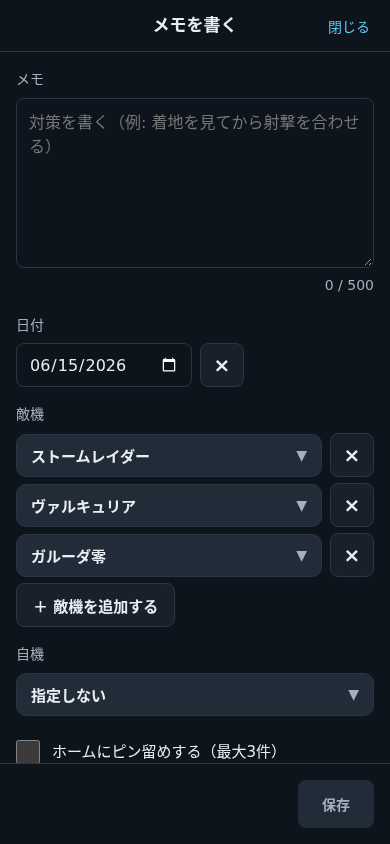 メモを書く
閉じる
メモ
対策を書く（例: 着地を見てから射撃を合わせ
る）
0 / 500
日付
06/15/2026
×
敵機
ストームレイダー ▼
×
ヴァルキュリア ▼
×
ガルーダ零 ▼
×
＋ 敵機を追加する
自機
指定しない ▼
ホームにピン留めする（最大3件）
保存